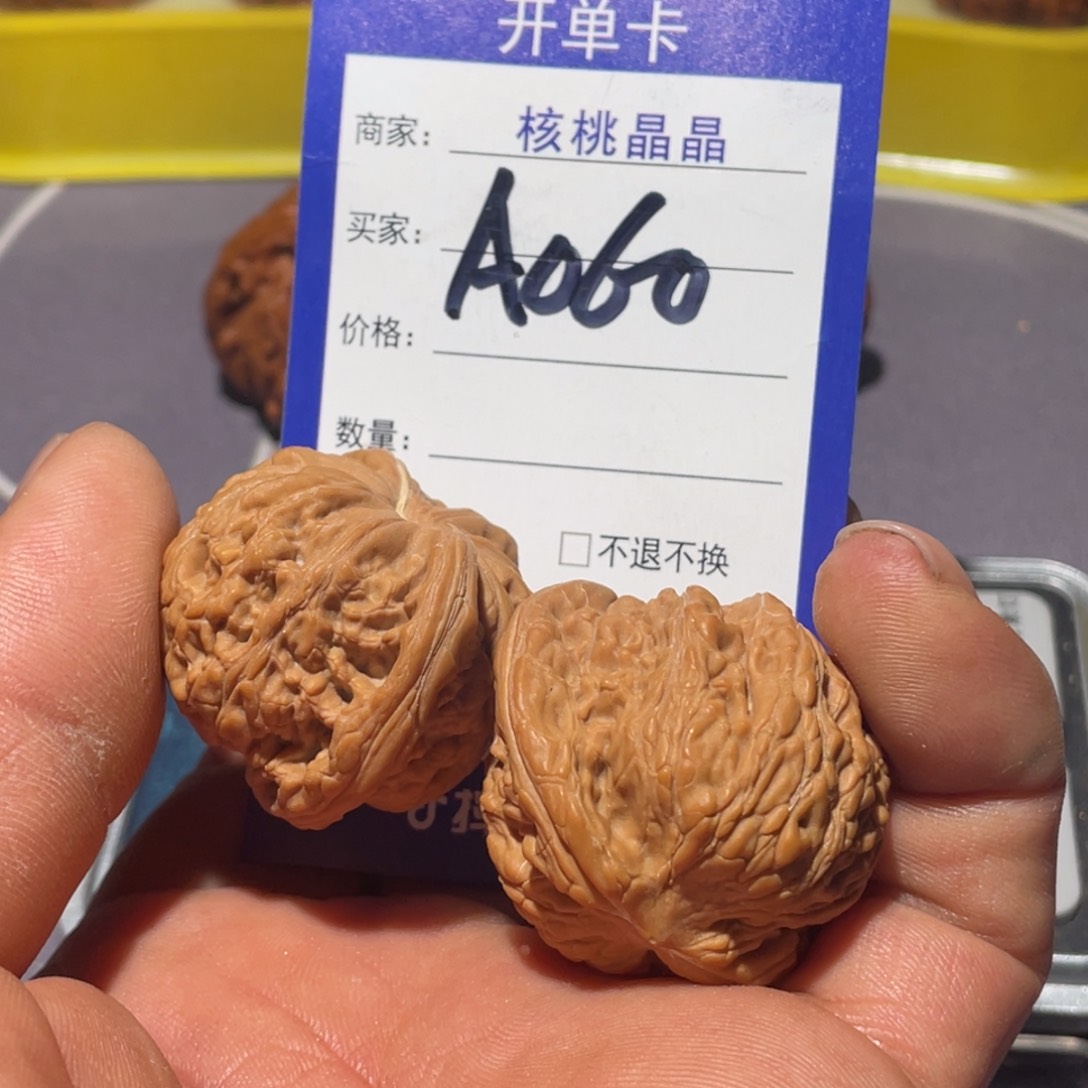 开单卡
商家： 核桃晶晶
买家： A060
价格：
数量：
□不退不换